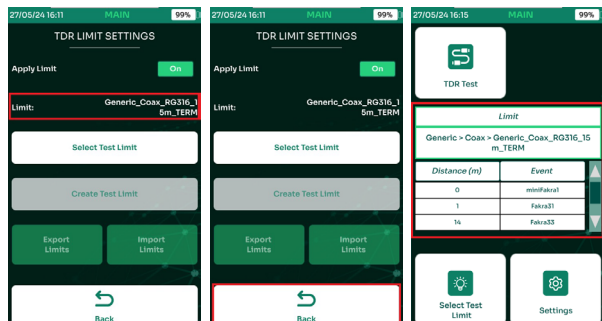 27/05/24 16:11 MAIN 99%
TDR LIMIT SETTINGS
Apply Limit On
Limit: Generic_Coax_RG316_1
5m_TERM
Select Test Limit
Create Test Limit
Export Import
Limits Limits
Back
27/05/24 16:11 MAIN 99%
TDR LIMIT SETTINGS
Apply Limit On
Limit: Generic_Coax_RG316_1
5m_TERM
Select Test Limit
Create Test Limit
Export Import
Limits Limits
Back
27/05/24 16:15 MAIN 99%
TDR Test
Limit
Generic > Coax > Generic_Coax_RG316_15
m_TERM
Distance (m) Event
0 miniFakra1
1 Fakra31
14 Fakra33
Select Test Settings
Limit